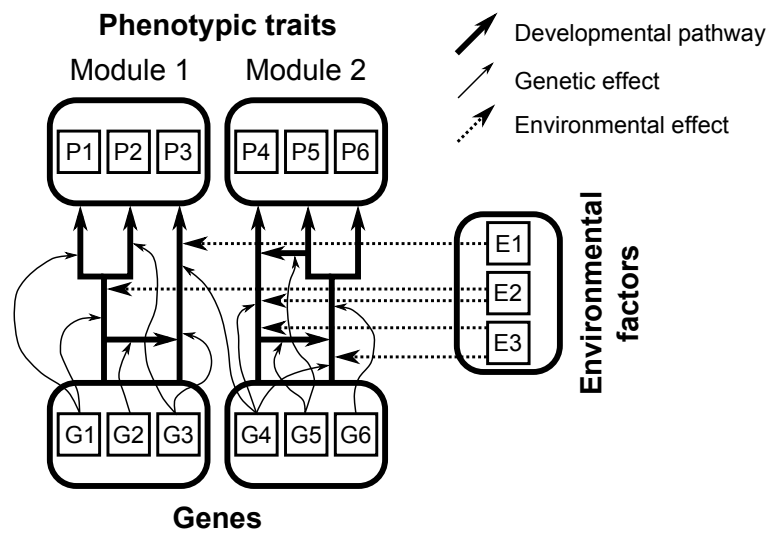 Phenotypic traits
Module 1 Module 2
Developmental pathway
Genetic effect
Environmental effect
P1 P2 P3 P4 P5 P6
E1
E2
E3
Environmental
factors
G1 G2 G3 G4 G5 G6
Genes